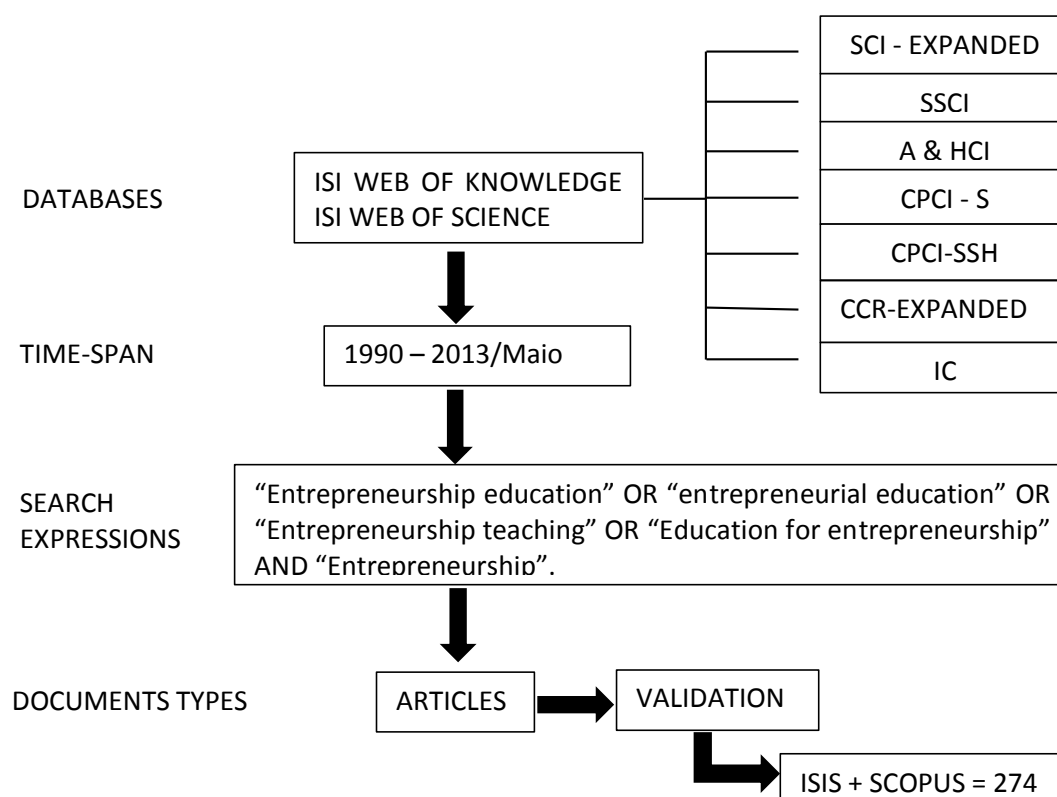 SCI - EXPANDED
SSCI
A & HCI
CPCI - S
CPCI-SSH
CCR-EXPANDED
IC
DATABASES
ISI WEB OF KNOWLEDGE
ISI WEB OF SCIENCE
TIME-SPAN
1990 – 2013/Maio
SEARCH
EXPRESSIONS
“Entrepreneurship education” OR “entrepreneurial education” OR
“Entrepreneurship teaching” OR “Education for entrepreneurship”
AND “Entrepreneurship”.
DOCUMENTS TYPES
ARTICLES
VALIDATION
ISIS + SCOPUS = 274